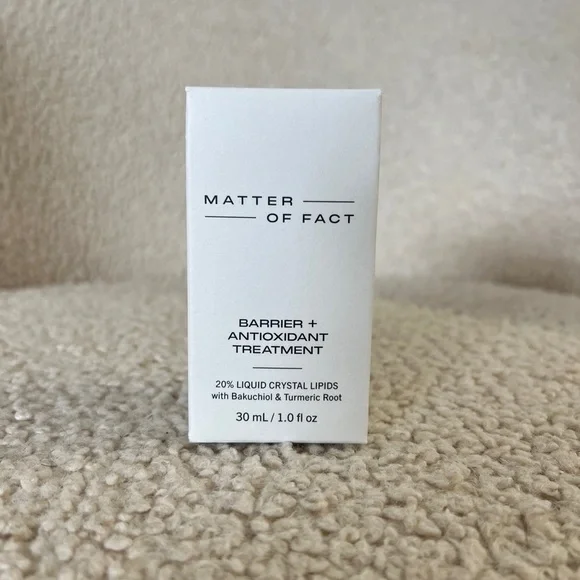 MATTER
OF FACT
BARRIER +
ANTIOXIDANT
TREATMENT
20% LIQUID CRYSTAL LIPIDS
with Bakuchiol & Turmeric Root
30 mL / 1.0 fl oz